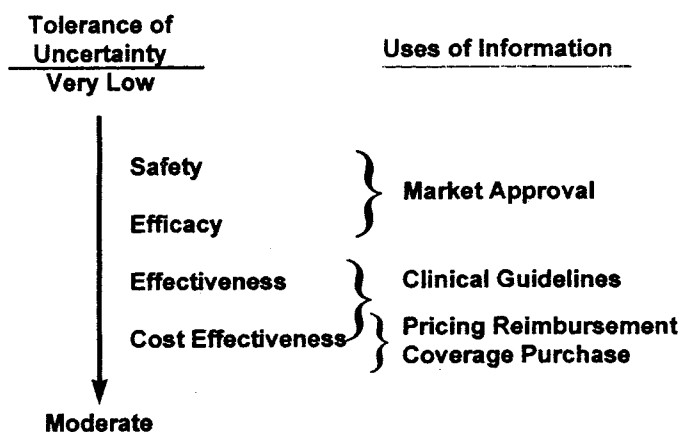 Tolerance of
Uncertainty
Very Low
Uses of Information
Safety
Efficacy
Market Approval
Effectiveness
Clinical Guidelines
Cost Effectiveness
Pricing Reimbursement
Coverage Purchase
Moderate